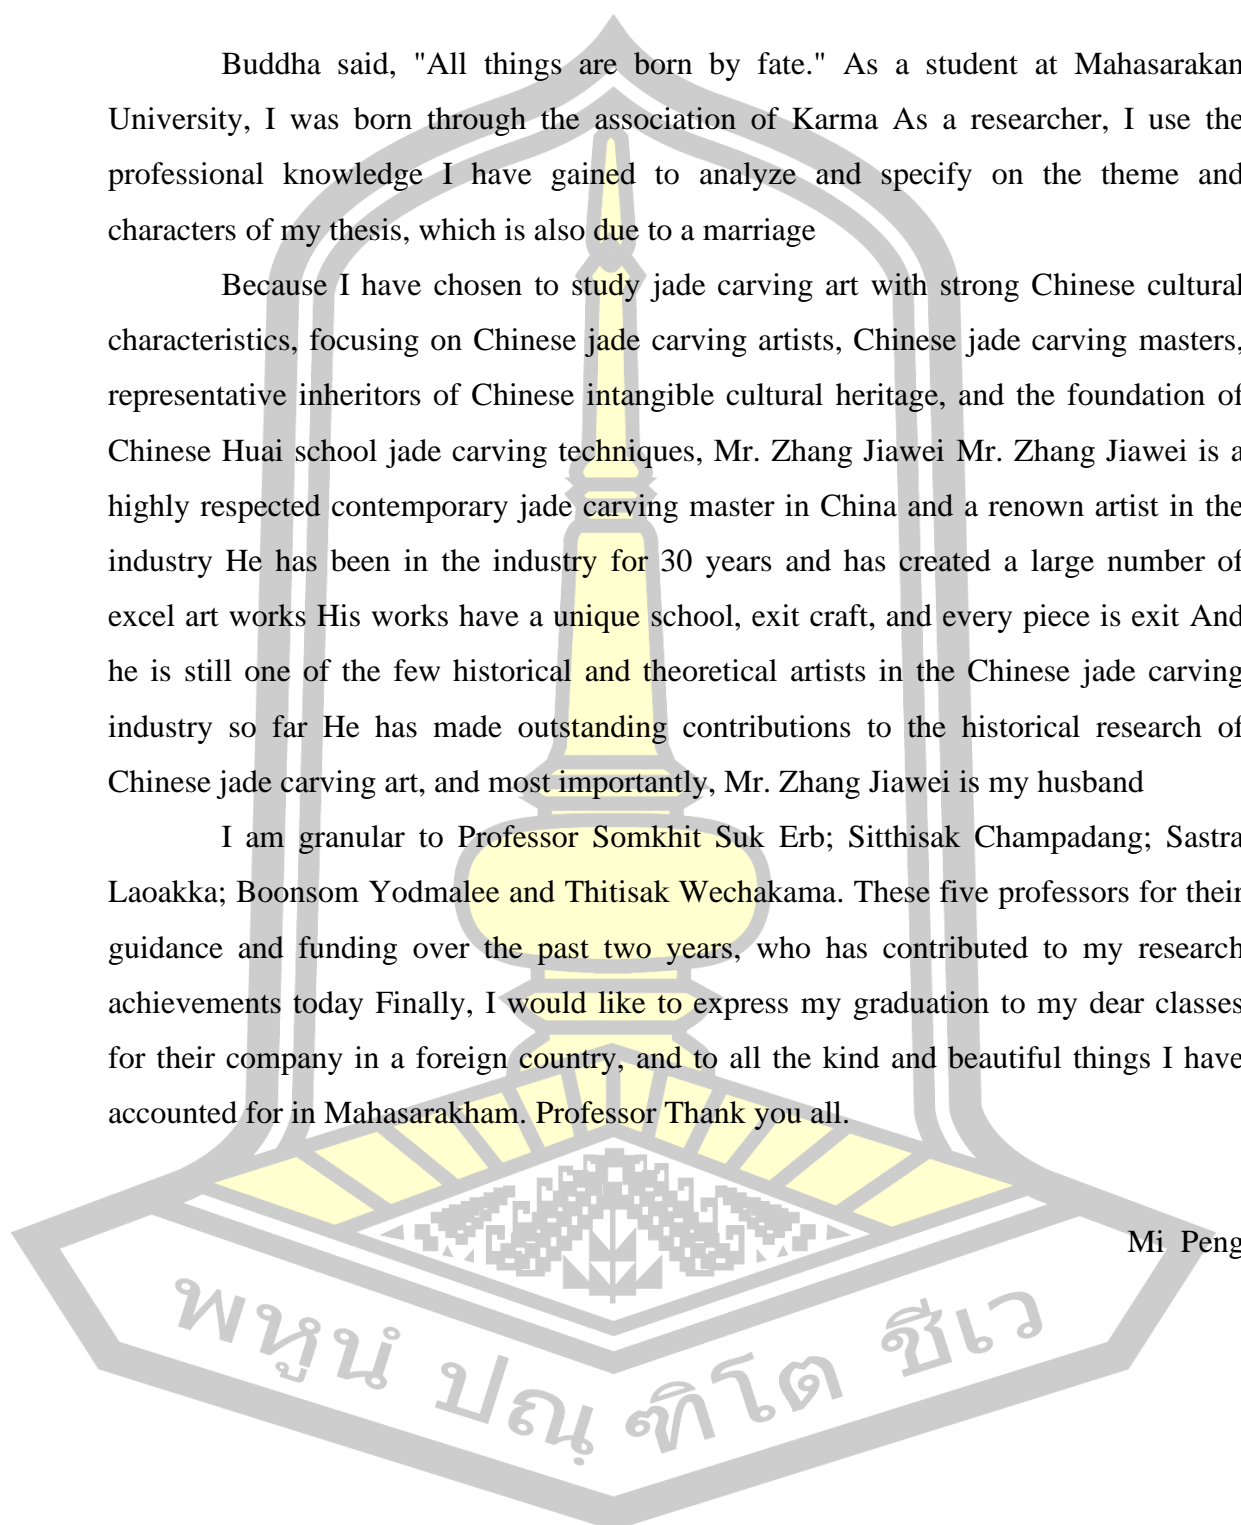 Buddha said, "All things are born by fate." As a student at Mahasarakan
University, I was born through the association of Karma As a researcher, I use the
professional knowledge I have gained to analyze and specify on the theme and
characters of my thesis, which is also due to a marriage
Because I have chosen to study jade carving art with strong Chinese cultural
characteristics, focusing on Chinese jade carving artists, Chinese jade carving masters,
representative inheritors of Chinese intangible cultural heritage, and the foundation of
Chinese Huai school jade carving techniques, Mr. Zhang Jiawei Mr. Zhang Jiawei is a
highly respected contemporary jade carving master in China and a renown artist in the
industry He has been in the industry for 30 years and has created a large number of
excel art works His works have a unique school, exit craft, and every piece is exit And
he is still one of the few historical and theoretical artists in the Chinese jade carving
industry so far He has made outstanding contributions to the historical research of
Chinese jade carving art, and most importantly, Mr. Zhang Jiawei is my husband
I am granular to Professor Somkhit Suk Erb; Sitthisak Champadang; Sastra
Laoakka; Boonsom Yodmalee and Thitisak Wechakama. These five professors for their
guidance and funding over the past two years, who has contributed to my research
achievements today Finally, I would like to express my graduation to my dear classes
for their company in a foreign country, and to all the kind and beautiful things I have
accounted for in Mahasarakham. Professor Thank you all.
Mi Peng
พหูนํ ปณฺฑิโต ชีเว